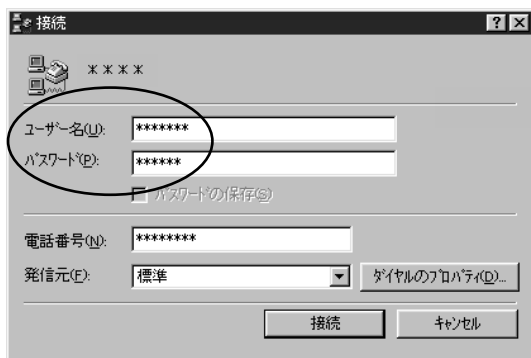 接続
****
ユーザー名(U): *******
パスワード(P): ******
パスワードの保存(S)
電話番号(N): ********
発信元(F): 標準 ダイヤルのプロパティ(D)...
接続 キャンセル